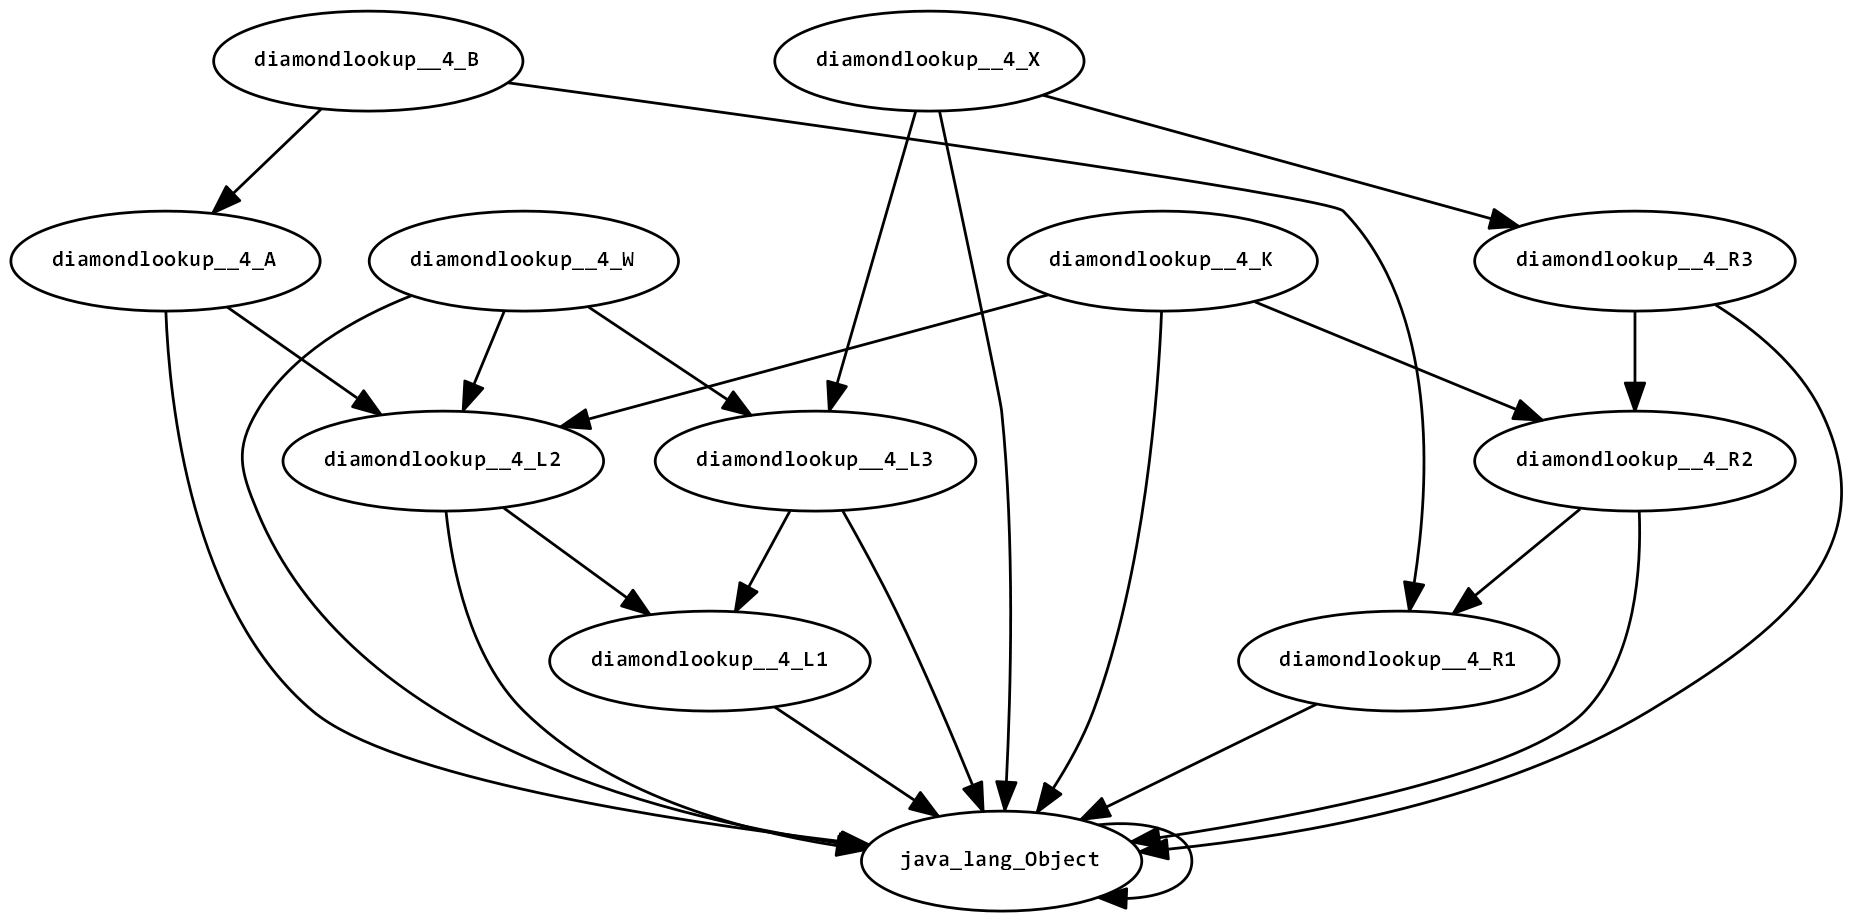 diamondlookup__4_B
diamondlookup__4_X
diamondlookup__4_A
diamondlookup__4_W
diamondlookup__4_K
diamondlookup__4_R3
diamondlookup__4_L2
diamondlookup__4_L3
diamondlookup__4_R2
diamondlookup__4_L1
diamondlookup__4_R1
java_lang_Object